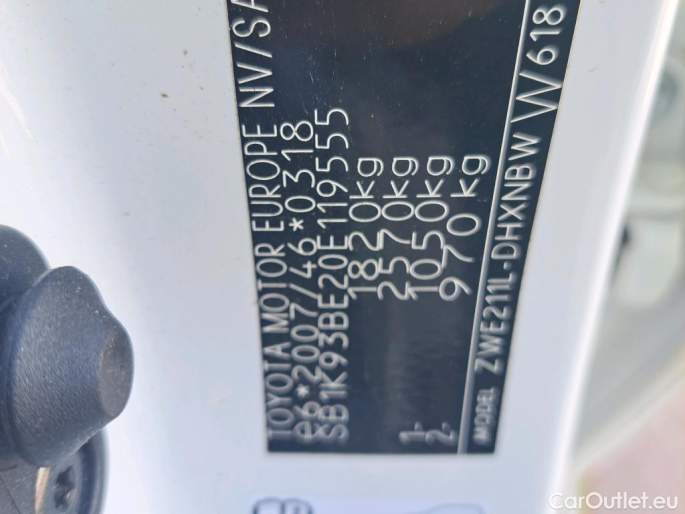 TOYOTA MOTOR EUROPE NV/SA
e6*2007/46*0318
SB1K93BE20E119555
1820kg
2570kg
1- 1050kg
2- 970kg
MODEL ZWE211L-DHXNBW W618
CarOutlet.eu